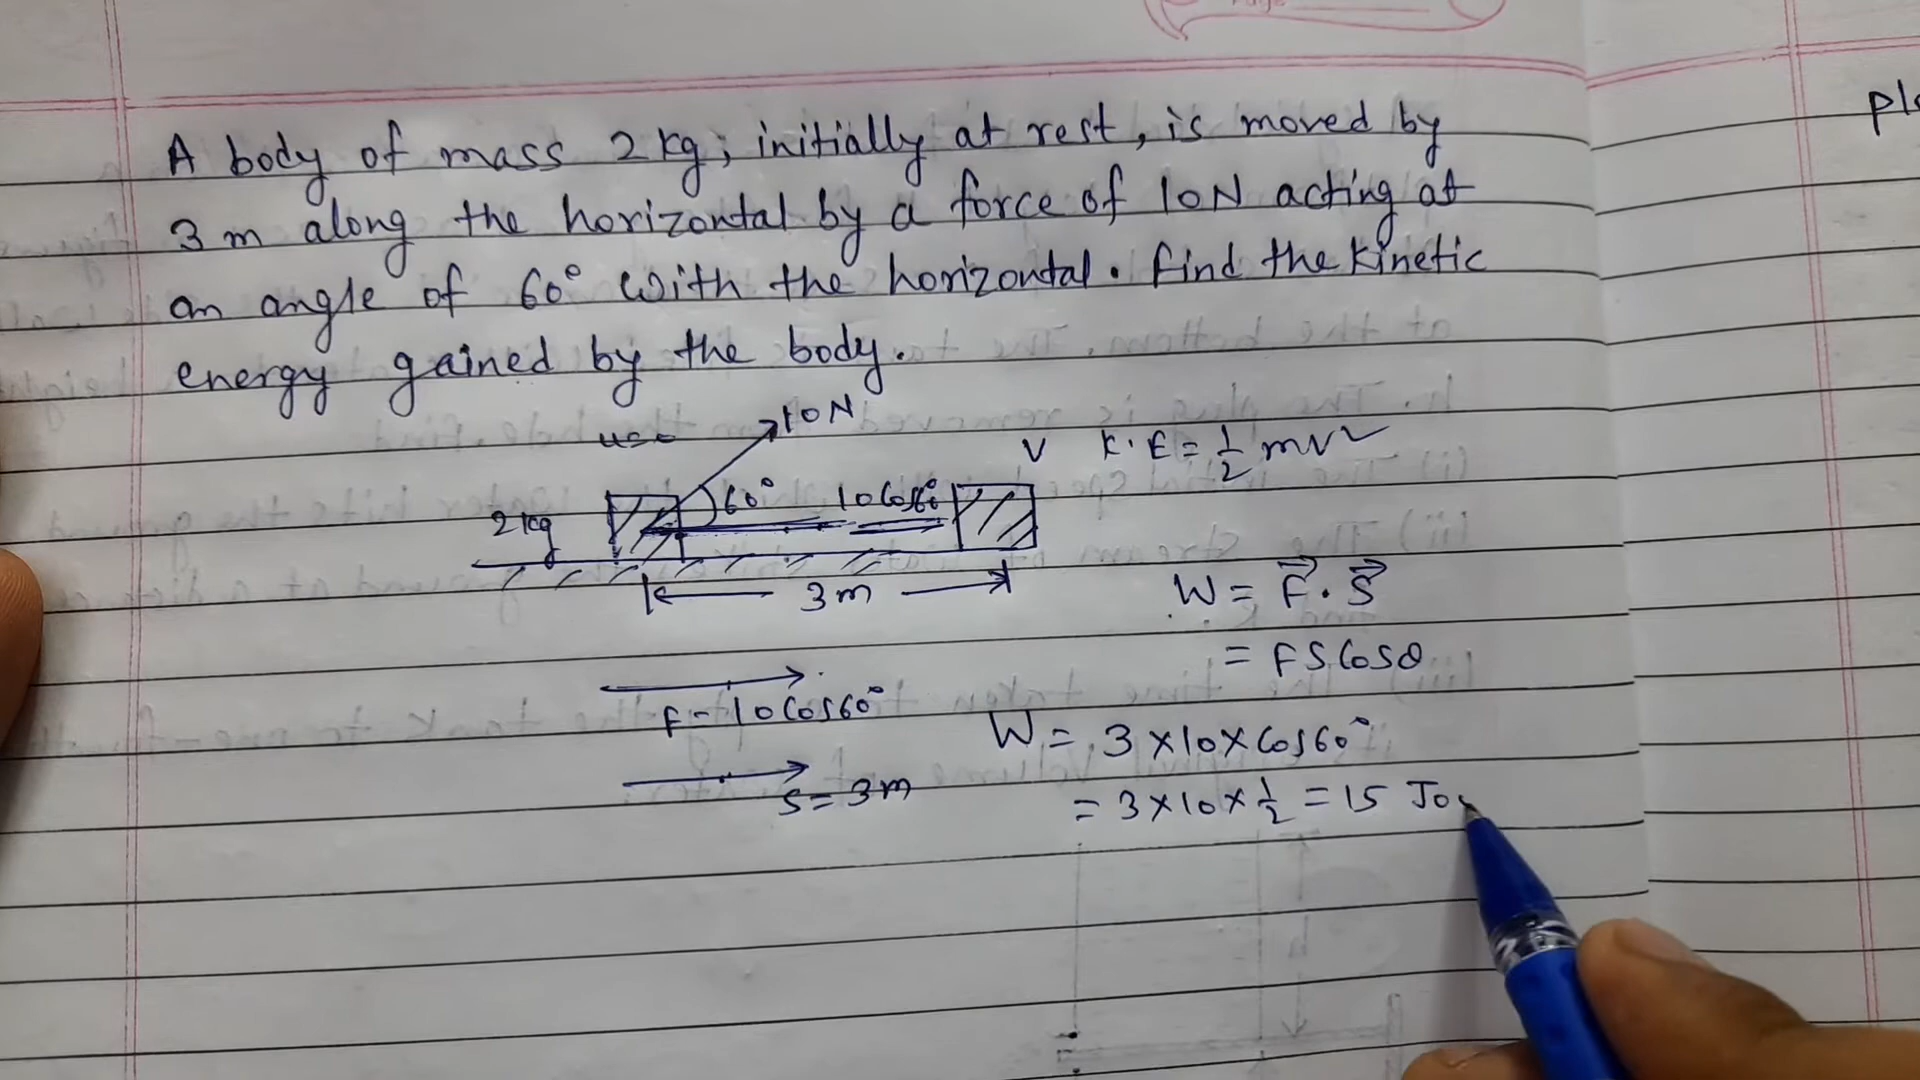 A body of mass 2 kg, initially at rest, is moved by
3 m along the horizontal by a force of 10N acting at
an angle of 60° with the horizontal. Find the kinetic
energy gained by the body.
10N
V K.E = 1/2 mv²
2kg 60° 10Cos60°
3m
W = F⃗ . S⃗
= FS Cosθ
F = 10Cos60°
W = 3×10×Cos60°
S = 3m
= 3×10×1/2 = 15 Jo